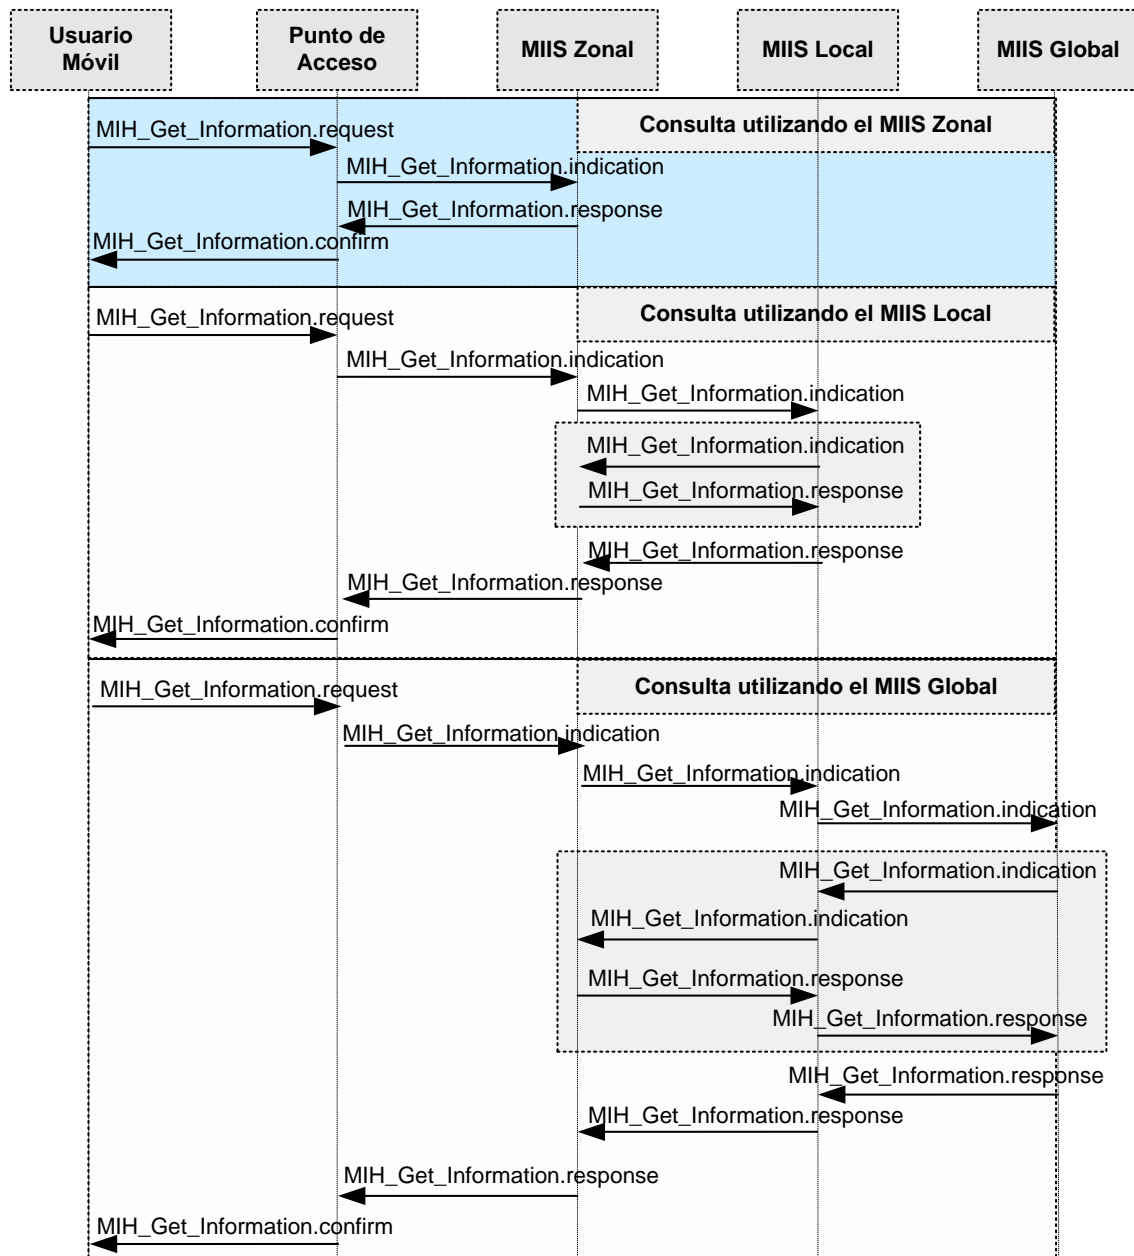 Usuario
Móvil
Punto de
Acceso
MIIS Zonal
MIIS Local
MIIS Global
Consulta utilizando el MIIS Zonal
MIH_Get_Information.request
MIH_Get_Information.indication
MIH_Get_Information.response
MIH_Get_Information.confirm
Consulta utilizando el MIIS Local
MIH_Get_Information.request
MIH_Get_Information.indication
MIH_Get_Information.indication
MIH_Get_Information.indication
MIH_Get_Information.response
MIH_Get_Information.response
MIH_Get_Information.response
MIH_Get_Information.confirm
Consulta utilizando el MIIS Global
MIH_Get_Information.request
MIH_Get_Information.indication
MIH_Get_Information.indication
MIH_Get_Information.indication
MIH_Get_Information.indication
MIH_Get_Information.indication
MIH_Get_Information.response
MIH_Get_Information.response
MIH_Get_Information.response
MIH_Get_Information.response
MIH_Get_Information.response
MIH_Get_Information.confirm